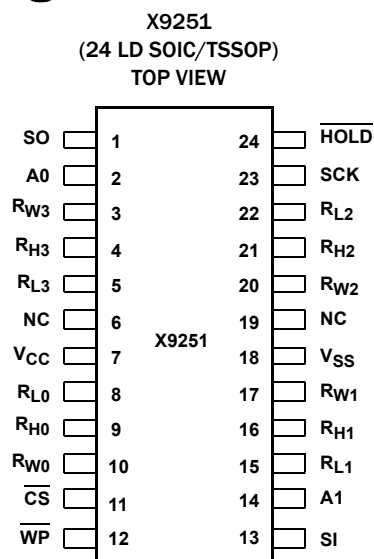 X9251
(24 LD SOIC/TSSOP)
TOP VIEW
SO 1 24 HOLD
A0 2 23 SCK
RW3 3 22 RL2
RH3 4 21 RH2
RL3 5 20 RW2
NC 6 19 NC
X9251
VCC 7 18 VSS
RL0 8 17 RW1
RH0 9 16 RH1
RW0 10 15 RL1
CS 11 14 A1
WP 12 13 SI